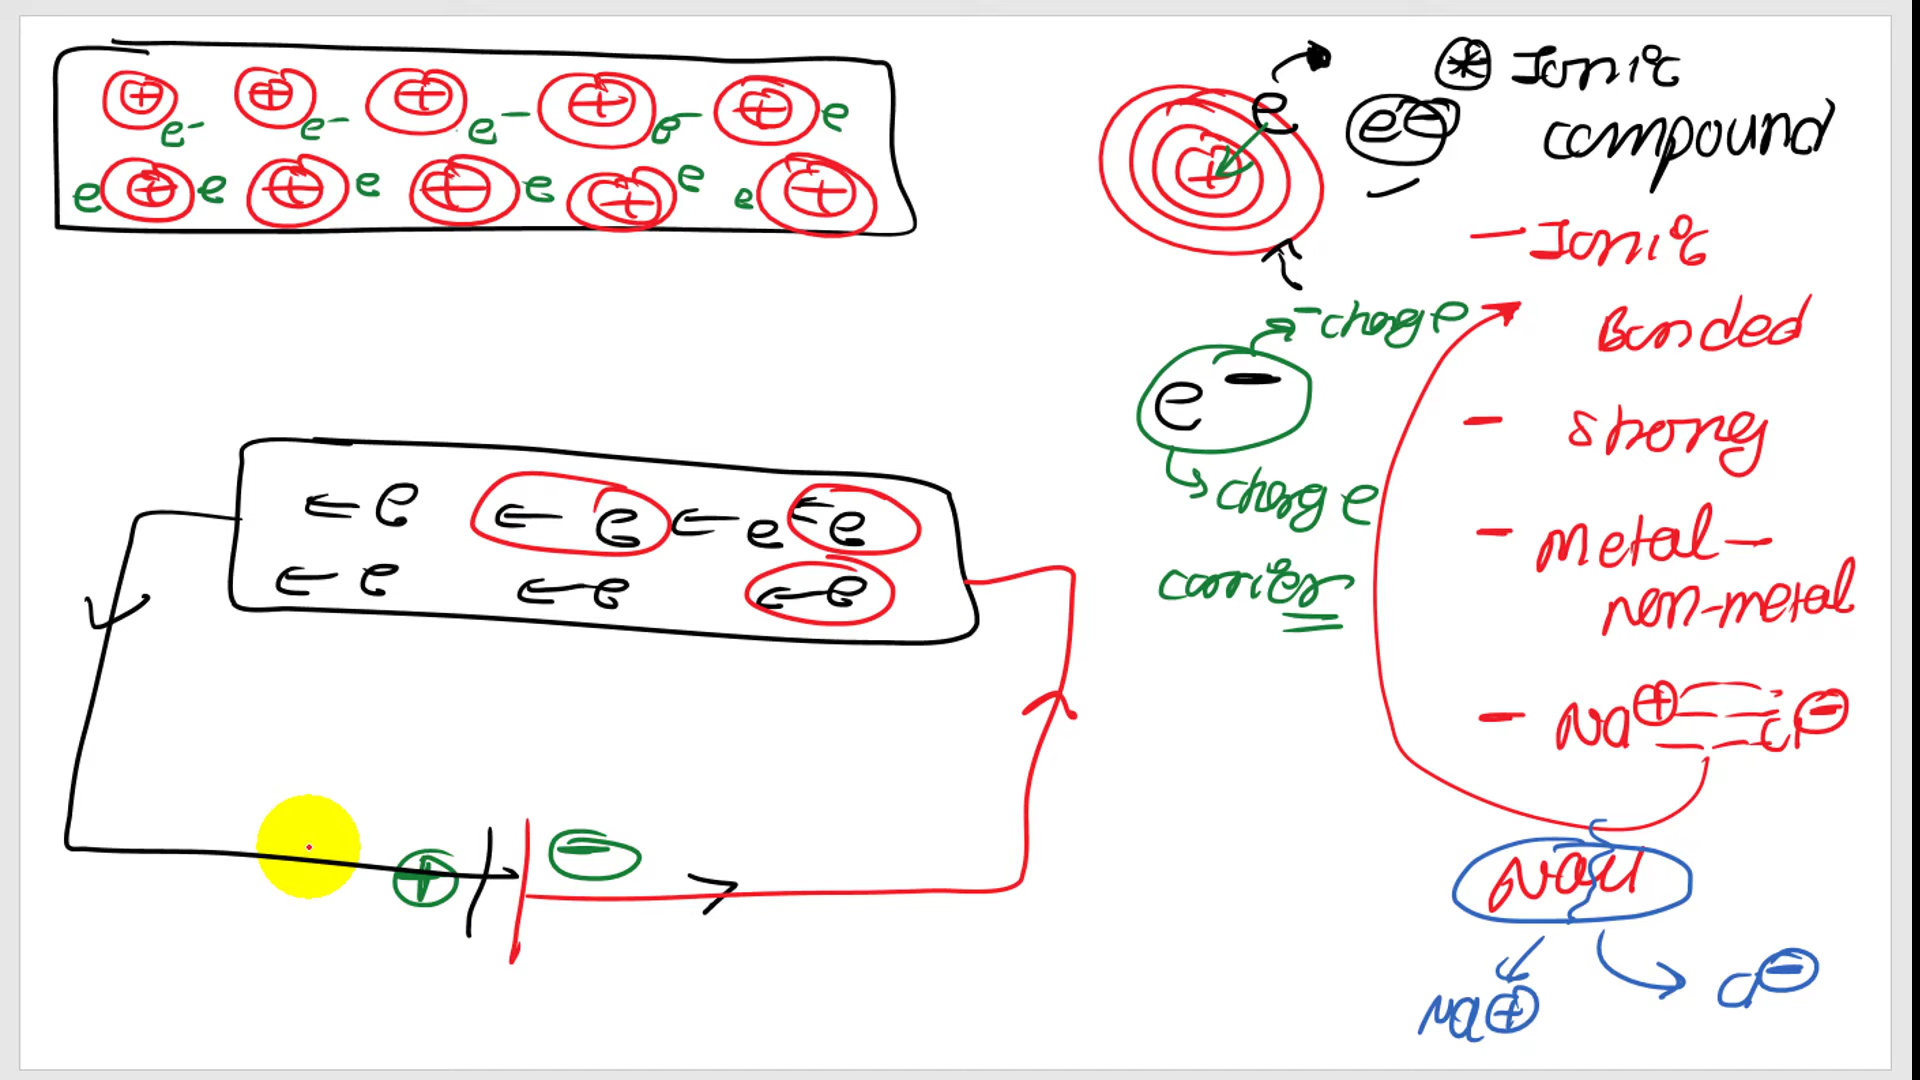 + + + + +
e- e- e- e- e
+ + + + +
e e e e e e
e
e-
* Ionic
compound
+
- Ionic
Bonded
- charge
e-
charge
carrier
- strong
- metal-
non-metal
- Na+ Cl-
← e ← e ← e ← e
← e ← e ← e
+ -
NaCl
Na+ Cl-